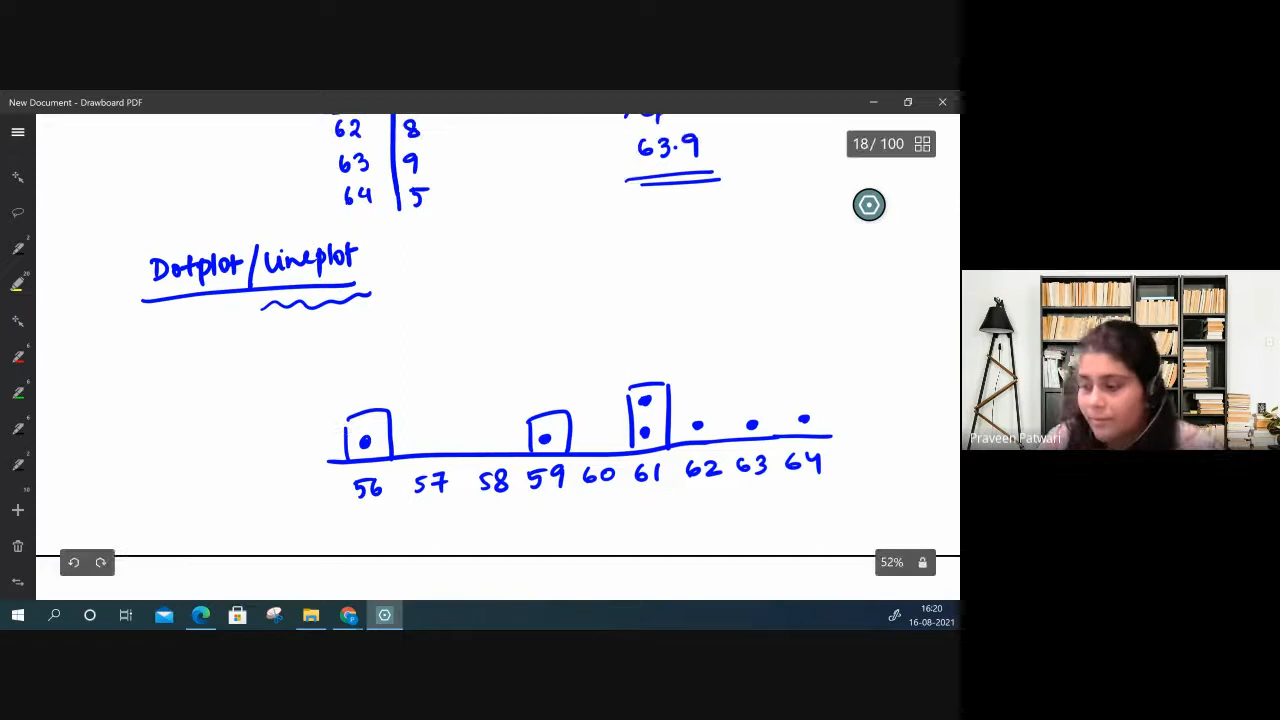 New Document - Drawboard PDF
62 8
63 9
64 5
63.9
18 / 100
Dotplot/Lineplot
56 57 58 59 60 61 62 63 64
Praveen Patwari
52%
16:20
16-08-2021